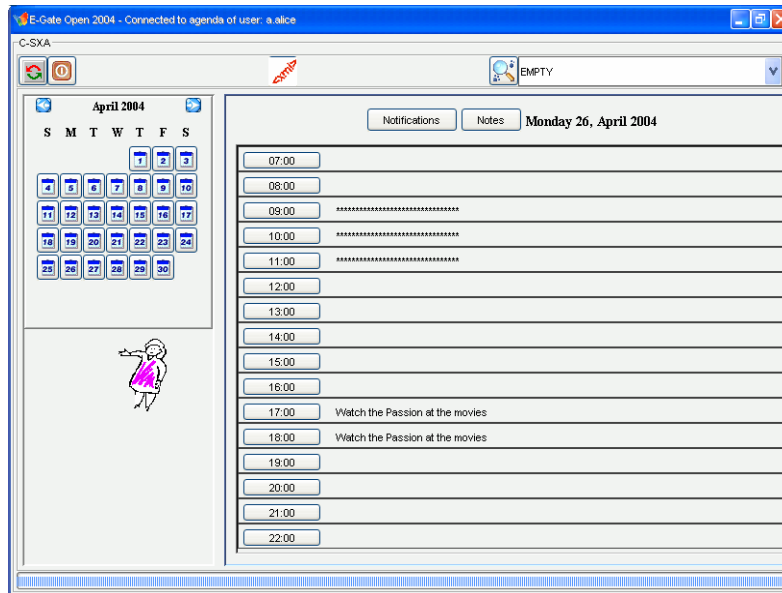 E-Gate Open 2004 - Connected to agenda of user: a.alice
C-SXA
EMPTY
April 2004
S M T W T F S
1 2 3
4 5 6 7 8 9 10
11 12 13 14 15 16 17
18 19 20 21 22 23 24
25 26 27 28 29 30
Notifications Notes Monday 26, April 2004
07:00
08:00
09:00 ********************************
10:00 ********************************
11:00 ********************************
12:00
13:00
14:00
15:00
16:00
17:00 Watch the Passion at the movies
18:00 Watch the Passion at the movies
19:00
20:00
21:00
22:00